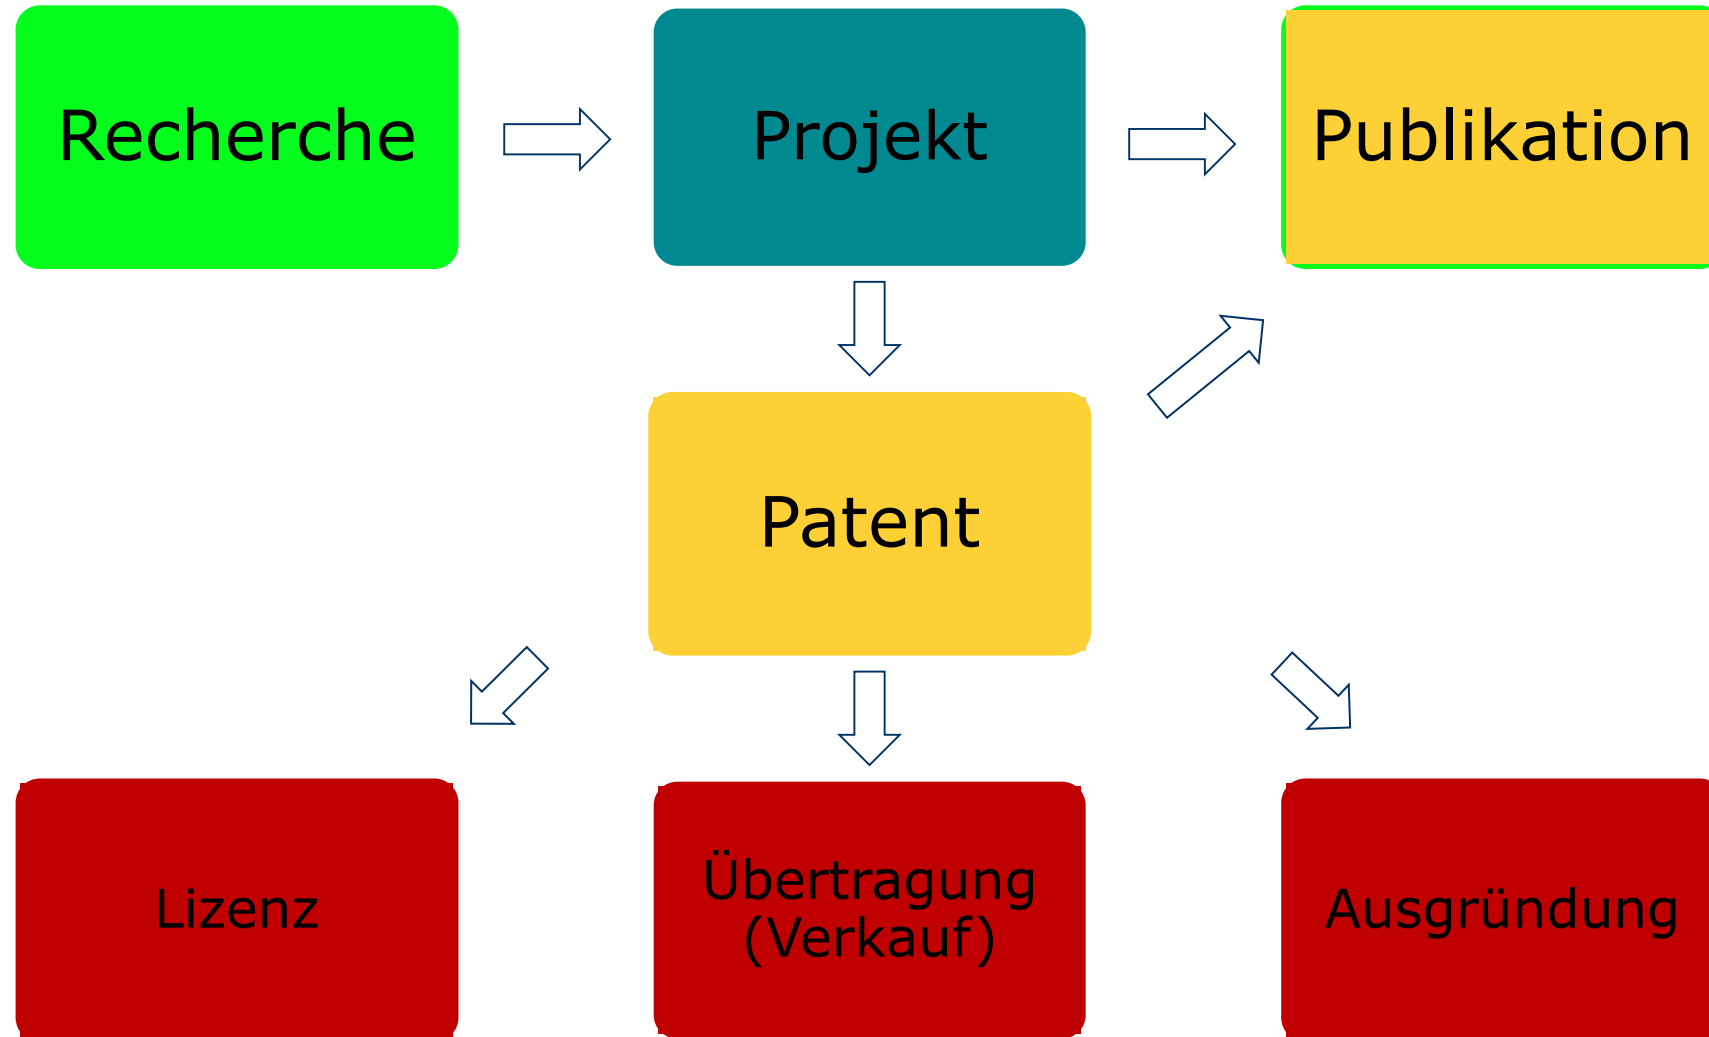 Recherche
Projekt
Publikation
Patent
Lizenz
Übertragung
(Verkauf)
Ausgründung